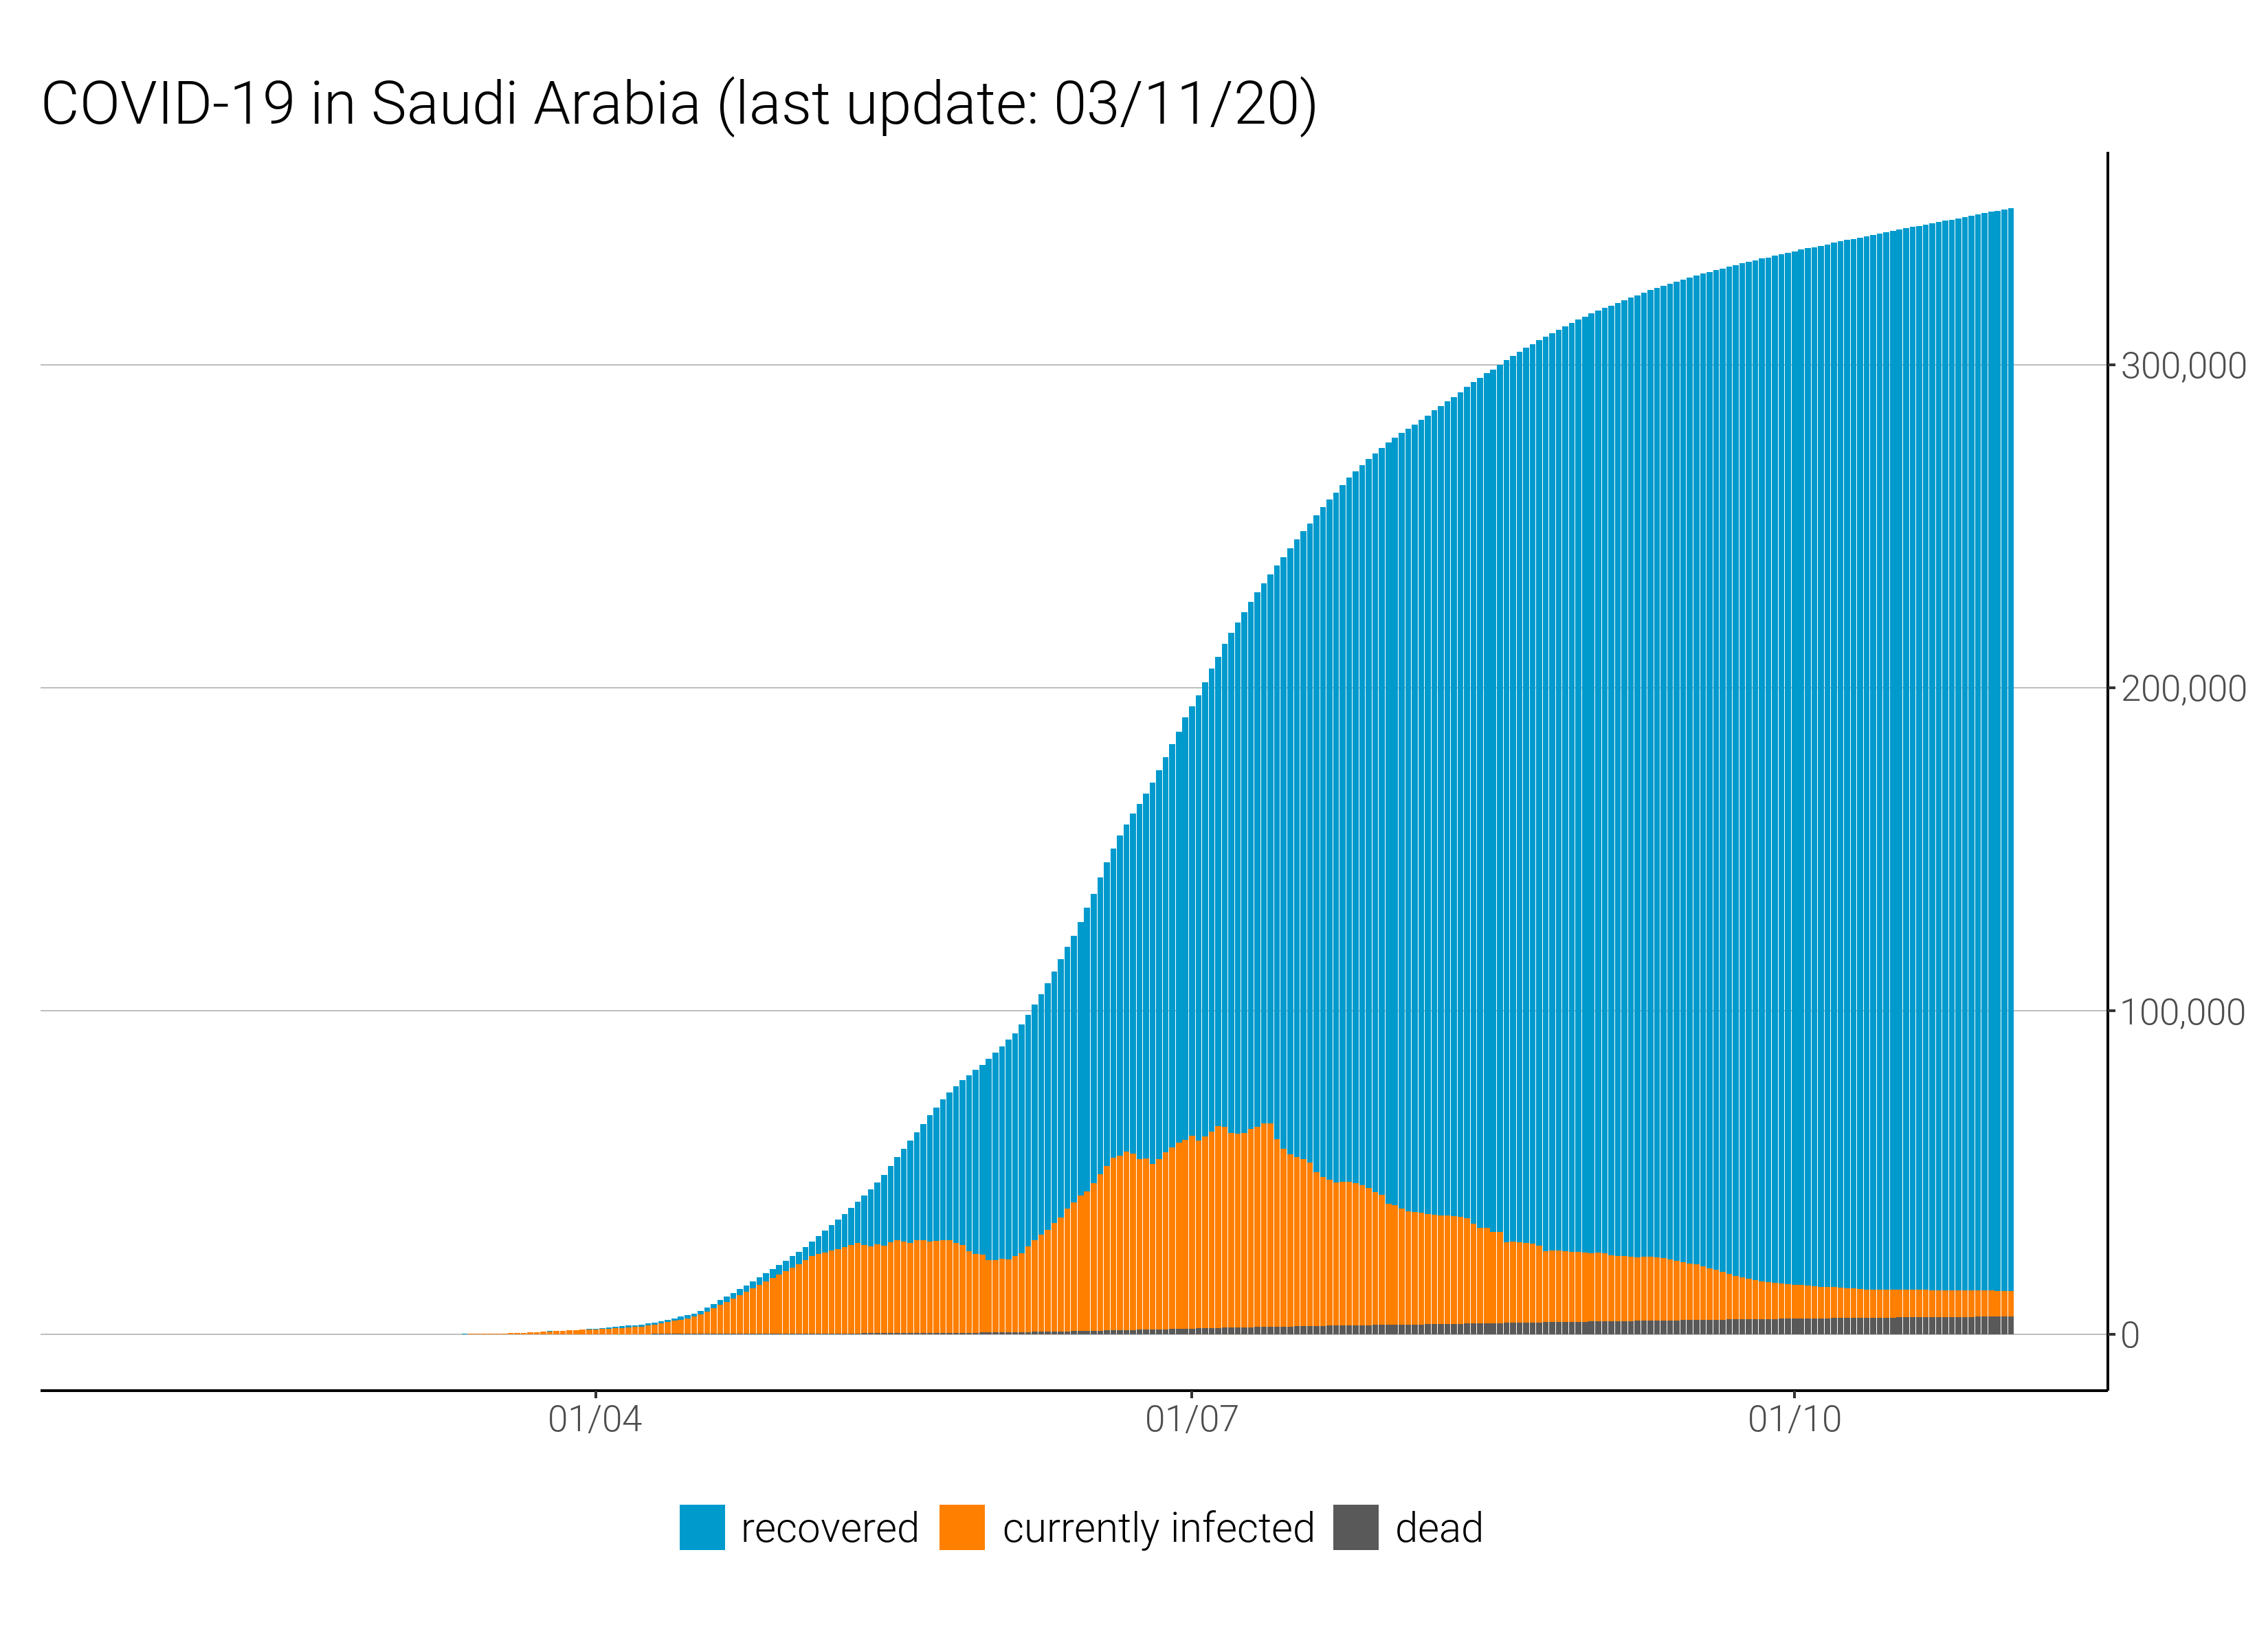 COVID-19 in Saudi Arabia (last update: 03/11/20)
300,000
200,000
100,000
0
01/04 01/07 01/10
recovered currently infected dead